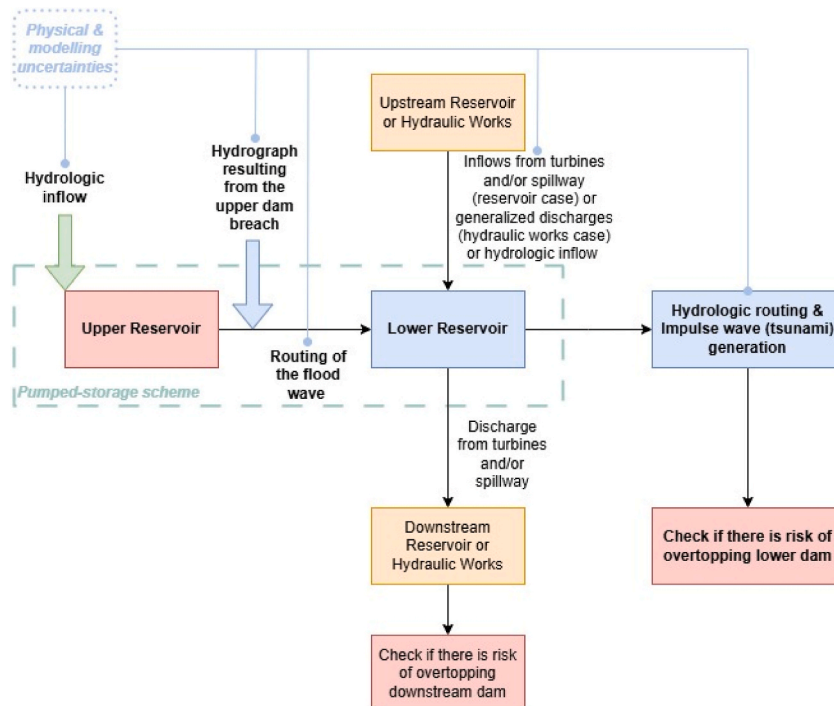 Physical &
modelling
uncertainties
Upstream Reservoir
or Hydraulic Works
Hydrologic
inflow
Hydrograph
resulting
from the
upper dam
breach
Inflows from turbines
and/or spillway
(reservoir case) or
generalized discharges
(hydraulic works case)
or hydrologic inflow
Upper Reservoir
Lower Reservoir
Hydrologic routing &
Impulse wave (tsunami)
generation
Routing of
the flood
wave
Pumped-storage scheme
Discharge
from turbines
and/or
spillway
Downstream
Reservoir or
Hydraulic Works
Check if there is risk of
overtopping lower dam
Check if there is risk
of overtopping
downstream dam